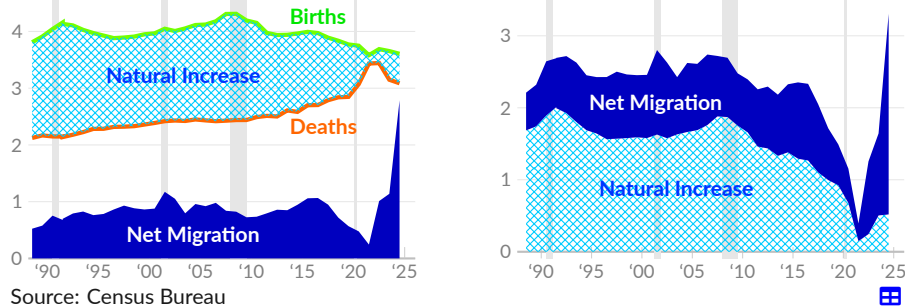 4
3
2
1
0
Births
Natural Increase
Deaths
Net Migration
‘90 ‘95 ‘00 ‘05 ‘10 ‘15 ‘20 ‘25
3
2
1
0
Net Migration
Natural Increase
‘90 ‘95 ‘00 ‘05 ‘10 ‘15 ‘20 ‘25
Source: Census Bureau